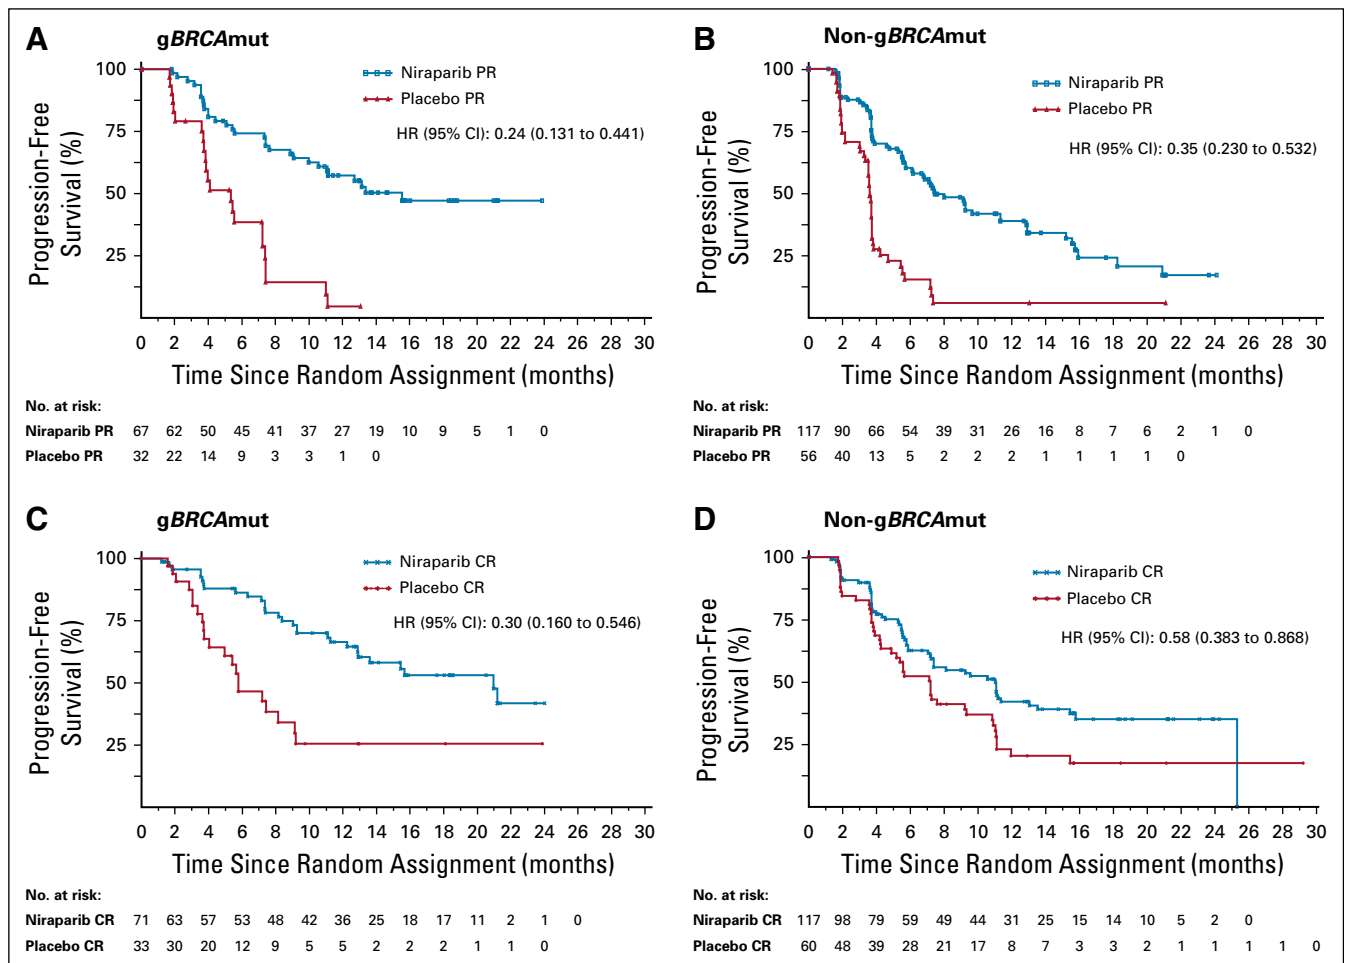 A
gBRCAmut
100
75
50
25
Progression-Free
Survival (%)
Niraparib PR
Placebo PR
HR (95% CI): 0.24 (0.131 to 0.441)
0 2 4 6 8 10 12 14 16 18 20 22 24 26 28 30
Time Since Random Assignment (months)
No. at risk:
Niraparib PR 67 62 50 45 41 37 27 19 10 9 5 1 0
Placebo PR 32 22 14 9 3 3 1 0
B
Non-gBRCAmut
100
75
50
25
Progression-Free
Survival (%)
Niraparib PR
Placebo PR
HR (95% CI): 0.35 (0.230 to 0.532)
0 2 4 6 8 10 12 14 16 18 20 22 24 26 28 30
Time Since Random Assignment (months)
No. at risk:
Niraparib PR 117 90 66 54 39 31 26 16 8 7 6 2 1 0
Placebo PR 56 40 13 5 2 2 2 1 1 1 1 0
C
gBRCAmut
100
75
50
25
Progression-Free
Survival (%)
Niraparib CR
Placebo CR
HR (95% CI): 0.30 (0.160 to 0.546)
0 2 4 6 8 10 12 14 16 18 20 22 24 26 28 30
Time Since Random Assignment (months)
No. at risk:
Niraparib CR 71 63 57 53 48 42 36 25 18 17 11 2 1 0
Placebo CR 33 30 20 12 9 5 5 2 2 2 1 1 0
D
Non-gBRCAmut
100
75
50
25
Progression-Free
Survival (%)
Niraparib CR
Placebo CR
HR (95% CI): 0.58 (0.383 to 0.868)
0 2 4 6 8 10 12 14 16 18 20 22 24 26 28 30
Time Since Random Assignment (months)
No. at risk:
Niraparib CR 117 98 79 59 49 44 31 25 15 14 10 5 2 0
Placebo CR 60 48 39 28 21 17 8 7 3 3 2 1 1 1 1 0